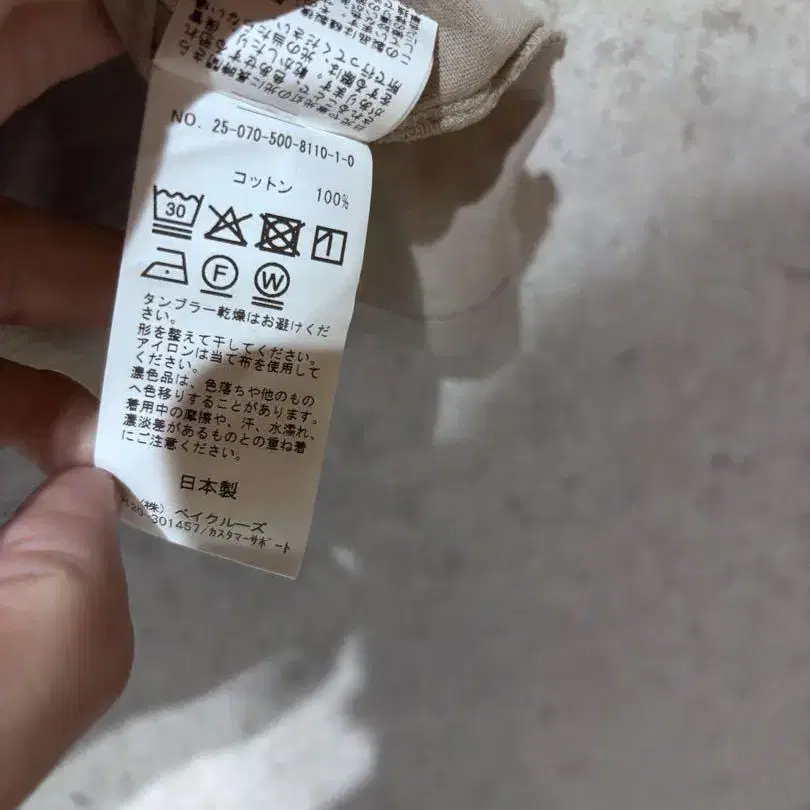 NO. 25-070-500-8110-1-0
コットン 100%
30
F W
タンブラー乾燥はお避けくだ
さい。
形を整えて干してください。
アイロンは当て布を使用して
ください。
濃色品は、色落ちや他のもの
へ色移りすることがあります。
着用中の摩擦や、汗、水濡れ、
濃淡差があるものとの重ね着
にご注意ください。
日本製
(株) ベイクルーズ
0120-301457/カスタマーサポート